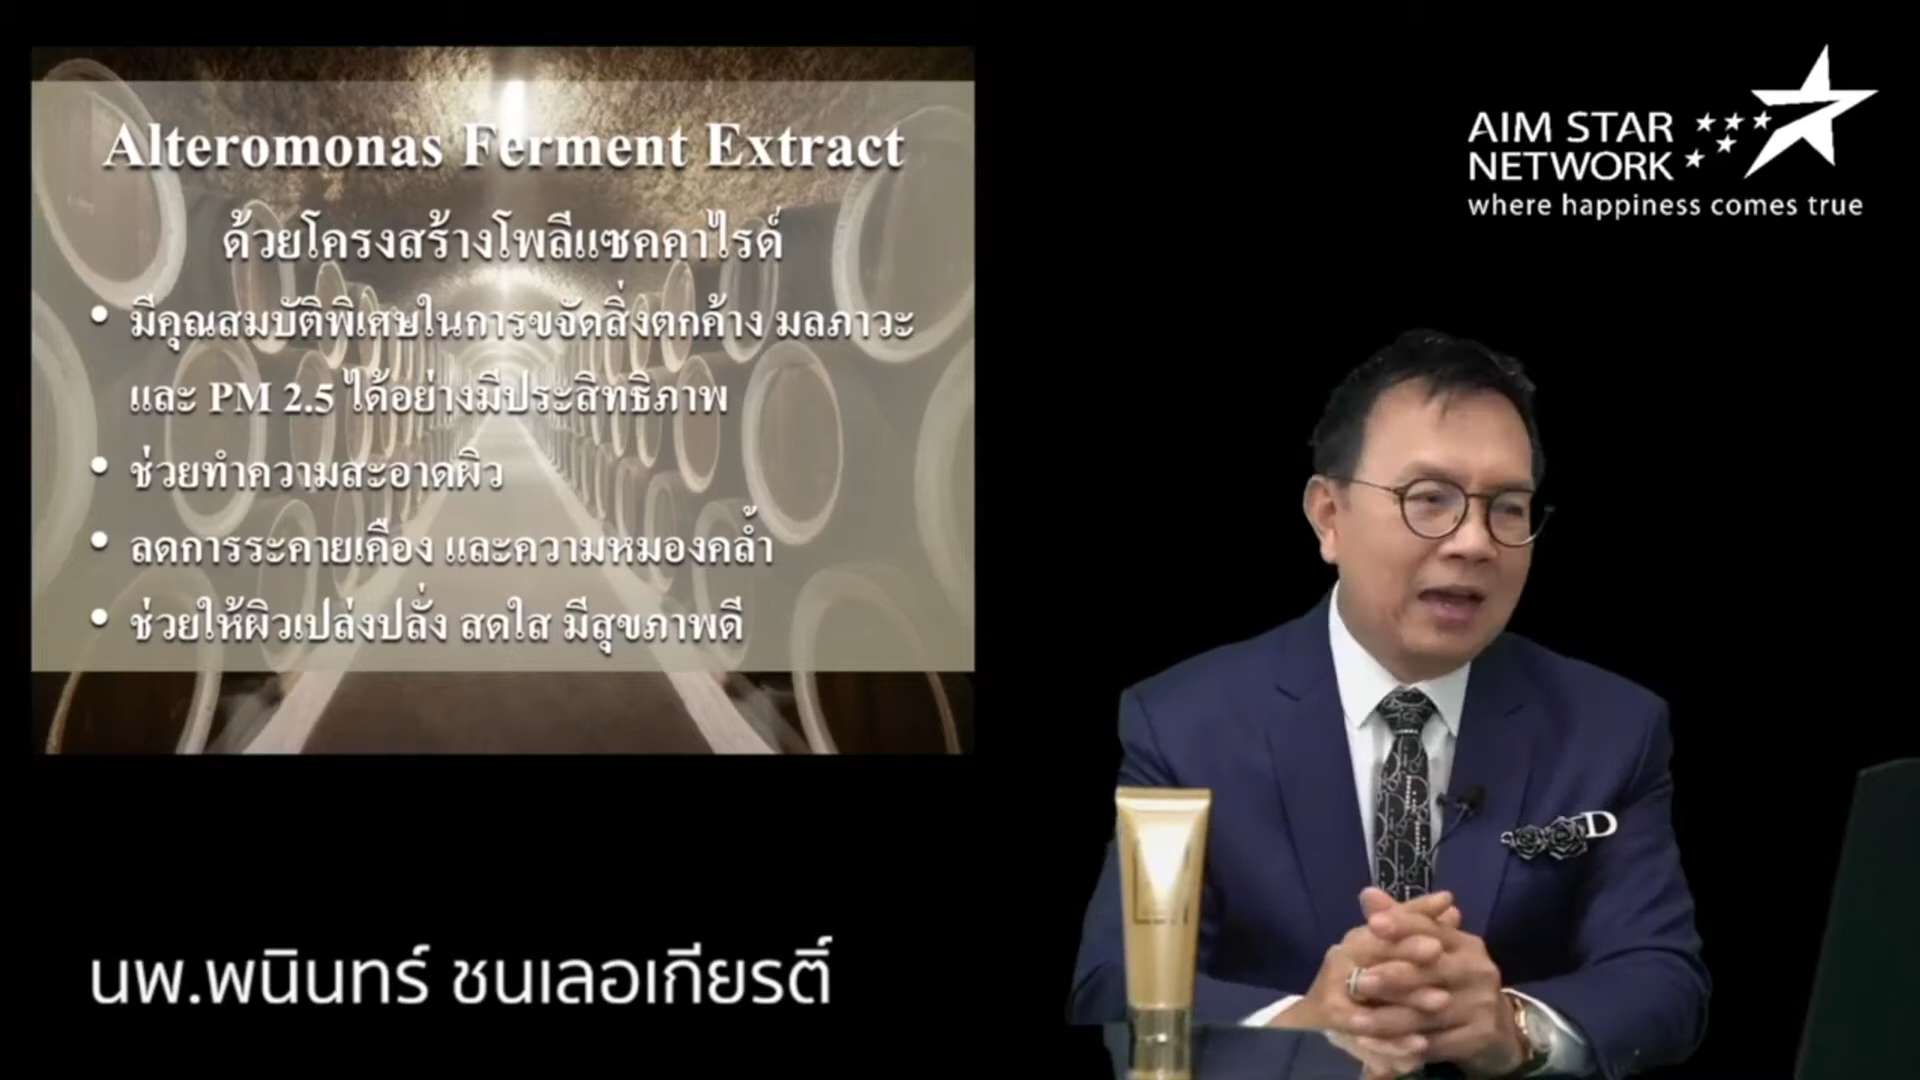 Alteromonas Ferment Extract
ด้วยโครงสร้างโพลีแซคคาไรด์
• มีคุณสมบัติพิเศษในการขจัดสิ่งตกค้าง มลภาวะ
และ PM 2.5 ได้อย่างมีประสิทธิภาพ
• ช่วยทำความสะอาดผิว
• ลดการระคายเคือง และความหมองคล้ำ
• ช่วยให้ผิวเปล่งปลั่ง สดใส มีสุขภาพดี
AIM STAR
NETWORK
where happiness comes true
นพ.พนินทร์ ชนเลอเกียรติ์